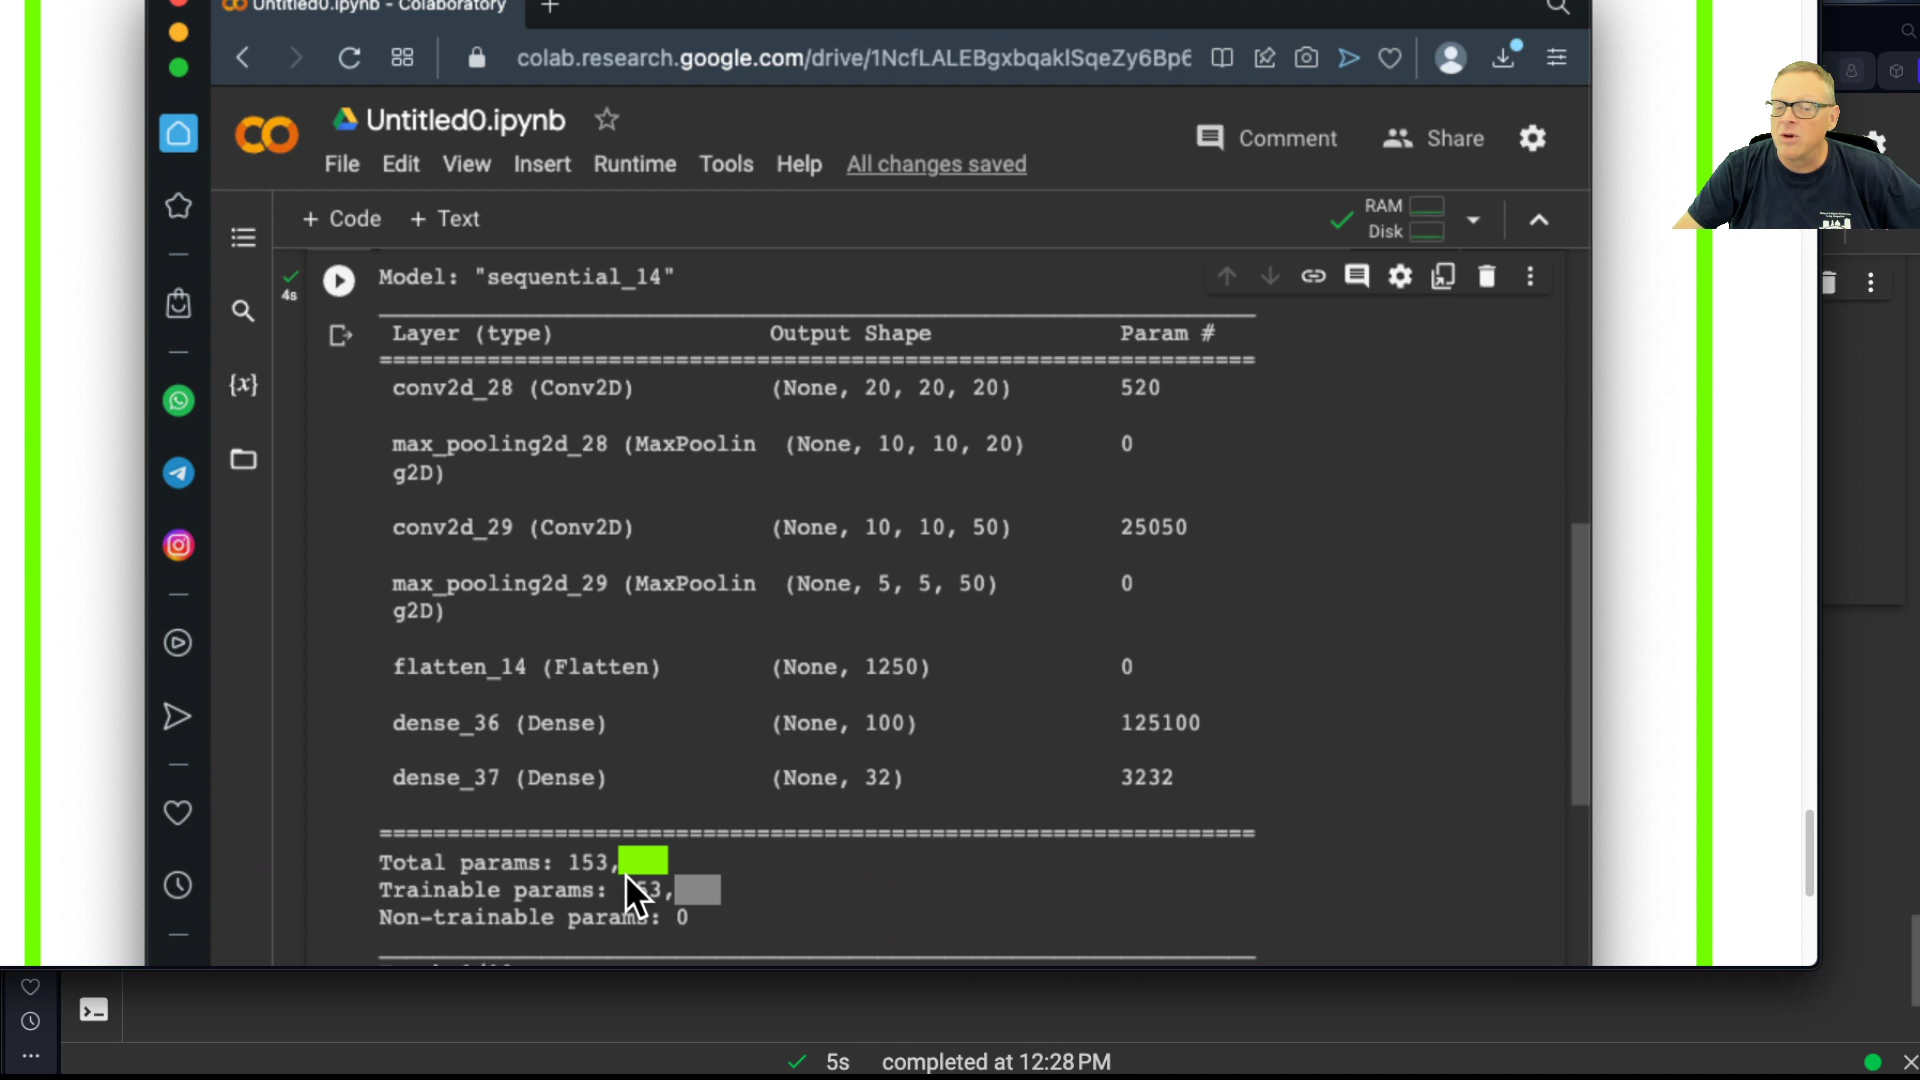 Untitled0.ipynb - Colaboratory
colab.research.google.com/drive/1NcfLALEBgxbqaklSqeZy6Bp6
Untitled0.ipynb
Comment
Share
File Edit View Insert Runtime Tools Help All changes saved
+ Code + Text
RAM
Disk
4s
Model: "sequential_14"
Layer (type) Output Shape Param #
conv2d_28 (Conv2D) (None, 20, 20, 20) 520
max_pooling2d_28 (MaxPoolin (None, 10, 10, 20) 0
g2D)
conv2d_29 (Conv2D) (None, 10, 10, 50) 25050
max_pooling2d_29 (MaxPoolin (None, 5, 5, 50) 0
g2D)
flatten_14 (Flatten) (None, 1250) 0
dense_36 (Dense) (None, 100) 125100
dense_37 (Dense) (None, 32) 3232
Total params: 153,
Trainable params: 53,
Non-trainable params: 0
5s completed at 12:28 PM